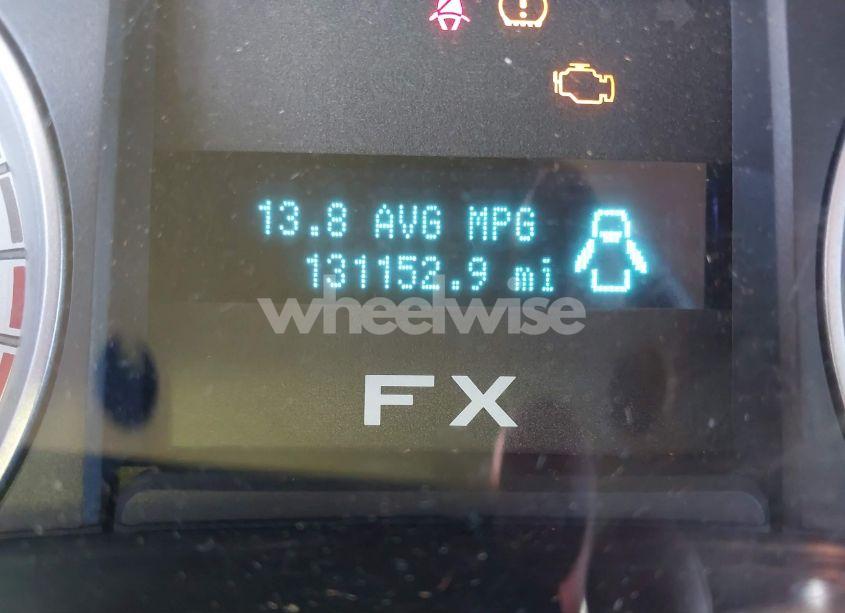 13.8 AVG MPG
131152.9 mi
wheelwise
FX